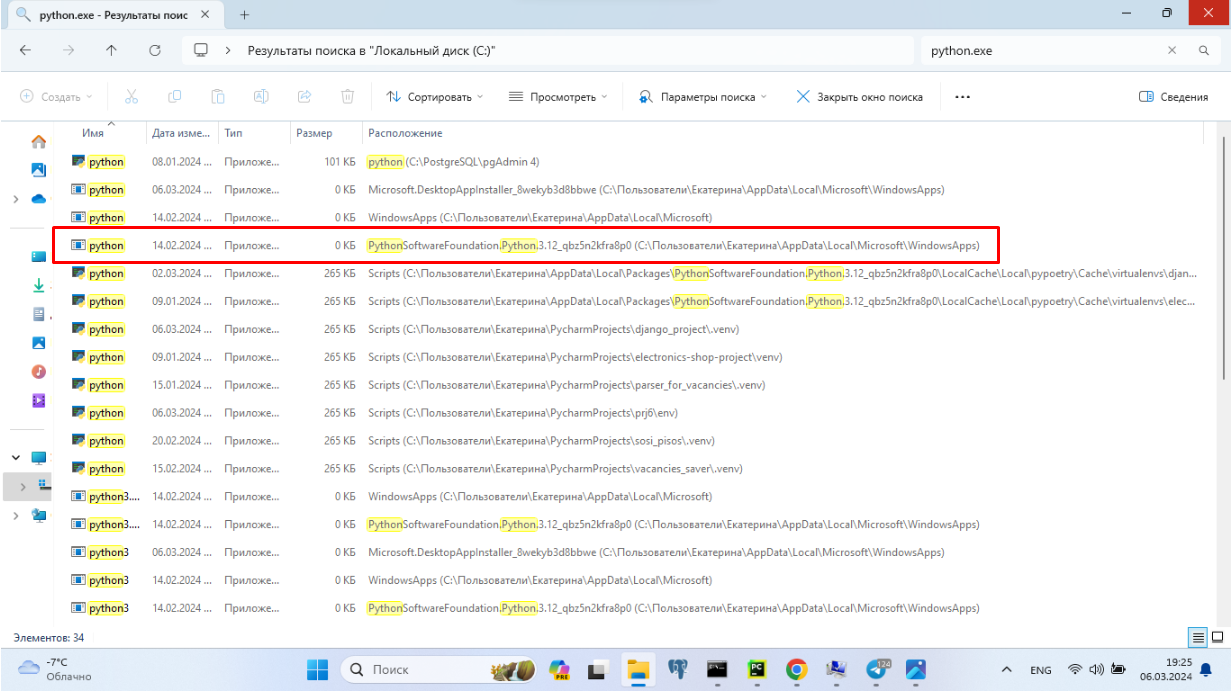 python.exe - Результаты поис
Результаты поиска в "Локальный диск (C:)"
python.exe
Создать
Сортировать
Просмотреть
Параметры поиска
Закрыть окно поиска
Сведения
Имя Дата изме... Тип Размер Расположение
python 08.01.2024 ... Приложе... 101 КБ python (C:\PostgreSQL\pgAdmin 4)
python 06.03.2024 ... Приложе... 0 КБ Microsoft.DesktopAppInstaller_8wekyb3d8bbwe (C:\Пользователи\Екатерина\AppData\Local\Microsoft\WindowsApps)
python 14.02.2024 ... Приложе... 0 КБ WindowsApps (C:\Пользователи\Екатерина\AppData\Local\Microsoft)
python 14.02.2024 ... Приложе... 0 КБ PythonSoftwareFoundation.Python.3.12_qbz5n2kfra8p0 (C:\Пользователи\Екатерина\AppData\Local\Microsoft\WindowsApps)
python 02.03.2024 ... Приложе... 265 КБ Scripts (C:\Пользователи\Екатерина\AppData\Local\Packages\PythonSoftwareFoundation.Python.3.12_qbz5n2kfra8p0\LocalCache\Local\pypoetry\Cache\virtualenvs\djan...
python 09.01.2024 ... Приложе... 265 КБ Scripts (C:\Пользователи\Екатерина\AppData\Local\Packages\PythonSoftwareFoundation.Python.3.12_qbz5n2kfra8p0\LocalCache\Local\pypoetry\Cache\virtualenvs\elec...
python 06.03.2024 ... Приложе... 265 КБ Scripts (C:\Пользователи\Екатерина\PycharmProjects\django_project\.venv)
python 09.01.2024 ... Приложе... 265 КБ Scripts (C:\Пользователи\Екатерина\PycharmProjects\electronics-shop-project\venv)
python 15.01.2024 ... Приложе... 265 КБ Scripts (C:\Пользователи\Екатерина\PycharmProjects\parser_for_vacancies\.venv)
python 06.03.2024 ... Приложе... 265 КБ Scripts (C:\Пользователи\Екатерина\PycharmProjects\prj6\env)
python 20.02.2024 ... Приложе... 265 КБ Scripts (C:\Пользователи\Екатерина\PycharmProjects\sosi_pisos\.venv)
python 15.02.2024 ... Приложе... 265 КБ Scripts (C:\Пользователи\Екатерина\PycharmProjects\vacancies_saver\.venv)
python3.... 14.02.2024 ... Приложе... 0 КБ WindowsApps (C:\Пользователи\Екатерина\AppData\Local\Microsoft)
python3.... 14.02.2024 ... Приложе... 0 КБ PythonSoftwareFoundation.Python.3.12_qbz5n2kfra8p0 (C:\Пользователи\Екатерина\AppData\Local\Microsoft\WindowsApps)
python3 06.03.2024 ... Приложе... 0 КБ Microsoft.DesktopAppInstaller_8wekyb3d8bbwe (C:\Пользователи\Екатерина\AppData\Local\Microsoft\WindowsApps)
python3 14.02.2024 ... Приложе... 0 КБ WindowsApps (C:\Пользователи\Екатерина\AppData\Local\Microsoft)
python3 14.02.2024 ... Приложе... 0 КБ PythonSoftwareFoundation.Python.3.12_qbz5n2kfra8p0 (C:\Пользователи\Екатерина\AppData\Local\Microsoft\WindowsApps)
Элементов: 34
-7°C
Облачно
Поиск
PRE
PC
124
ENG
19:25
06.03.2024